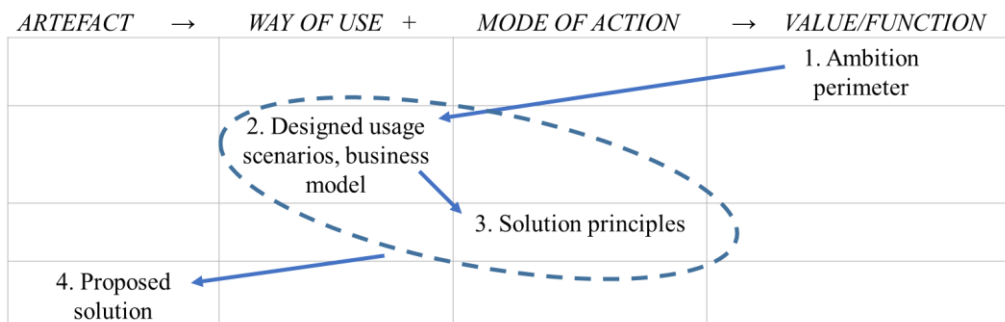 ARTEFACT → WAY OF USE + MODE OF ACTION → VALUE/FUNCTION
1. Ambition
perimeter
2. Designed usage
scenarios, business
model
3. Solution principles
4. Proposed
solution